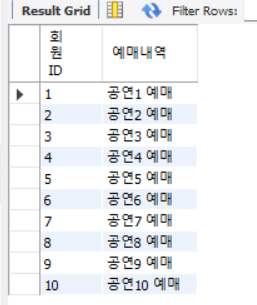 Result Grid Filter Rows:
회
원
ID 예매내역
1 공연1 예매
2 공연2 예매
3 공연3 예매
4 공연4 예매
5 공연5 예매
6 공연6 예매
7 공연7 예매
8 공연8 예매
9 공연9 예매
10 공연10 예매